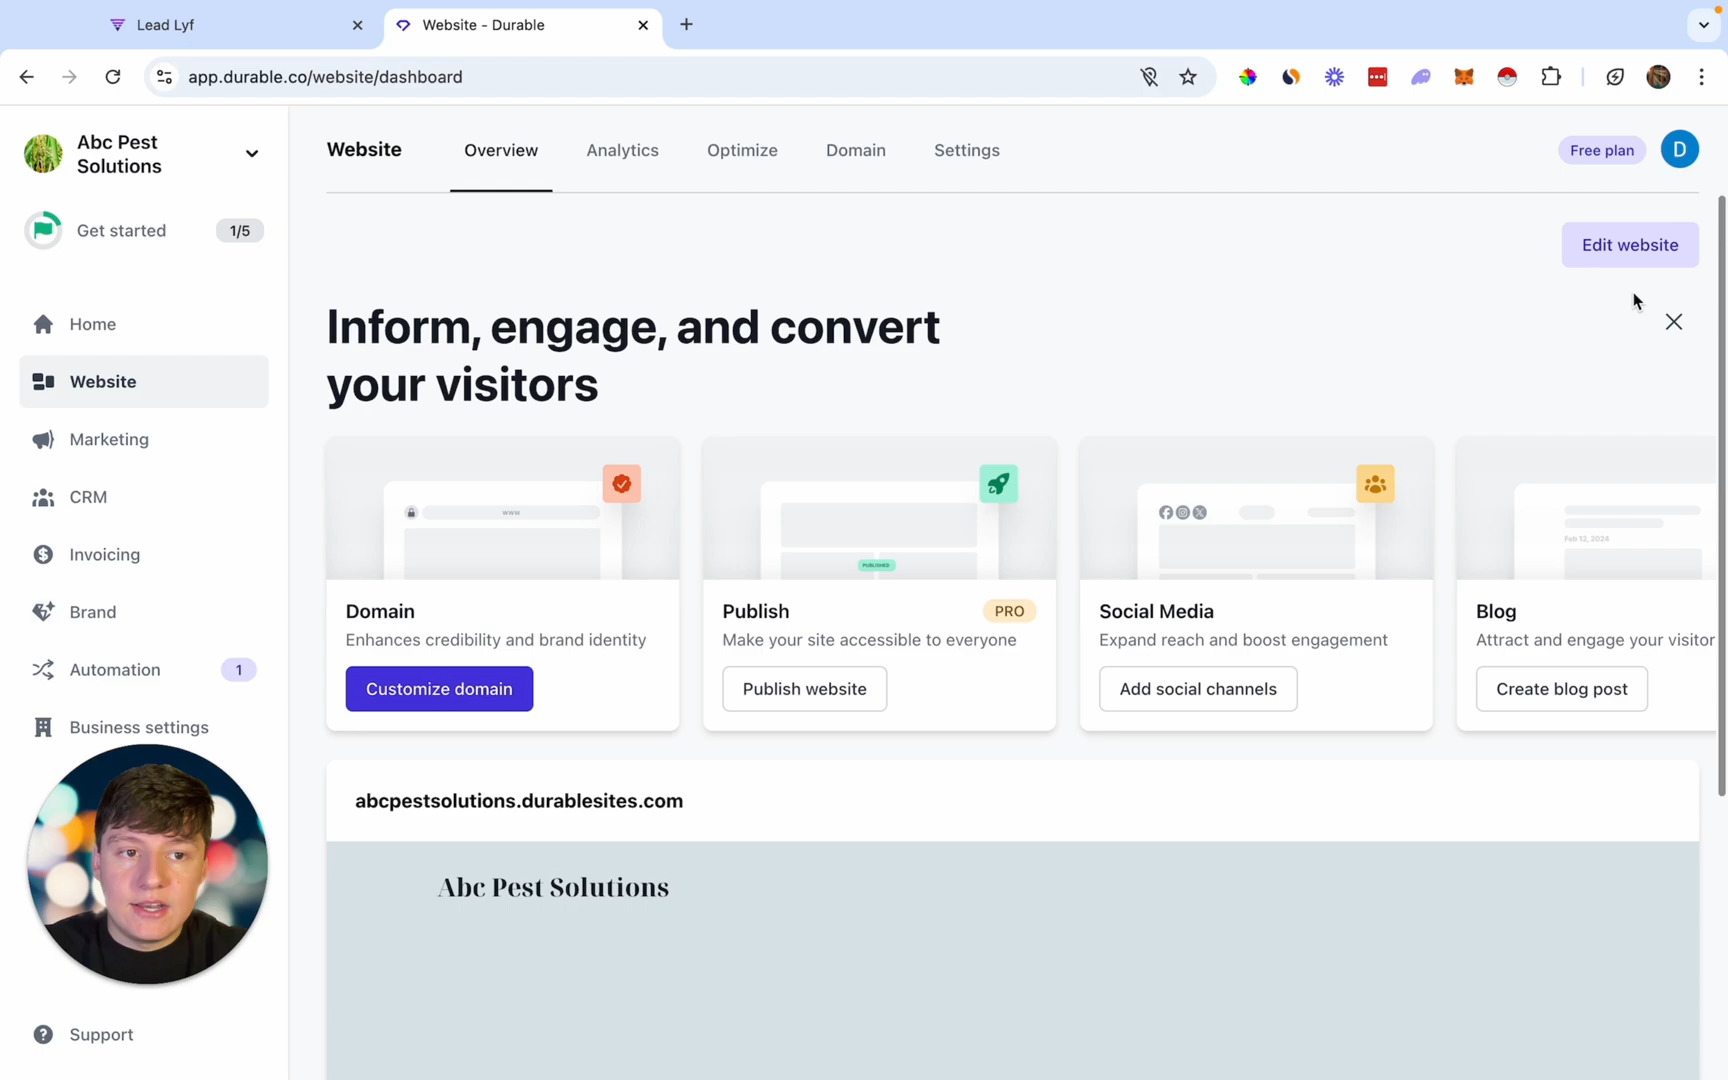 Lead Lyf
Website - Durable
app.durable.co/website/dashboard
Abc Pest
Solutions
Get started
1/5
Home
Website
Marketing
CRM
Invoicing
Brand
Automation
1
Business settings
Support
Website
Overview
Analytics
Optimize
Domain
Settings
Free plan
D
Edit website
Inform, engage, and convert
your visitors
www
Domain
Enhances credibility and brand identity
Customize domain
PUBLISHED
Publish
PRO
Make your site accessible to everyone
Publish website
Social Media
Expand reach and boost engagement
Add social channels
Feb 12, 2024
Blog
Attract and engage your visitor
Create blog post
abcpestsolutions.durablesites.com
Abc Pest Solutions